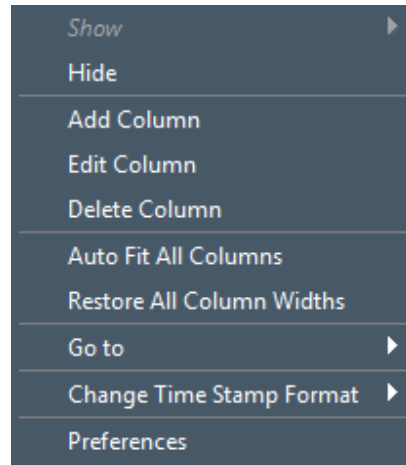 Show
Hide
Add Column
Edit Column
Delete Column
Auto Fit All Columns
Restore All Column Widths
Go to
Change Time Stamp Format
Preferences